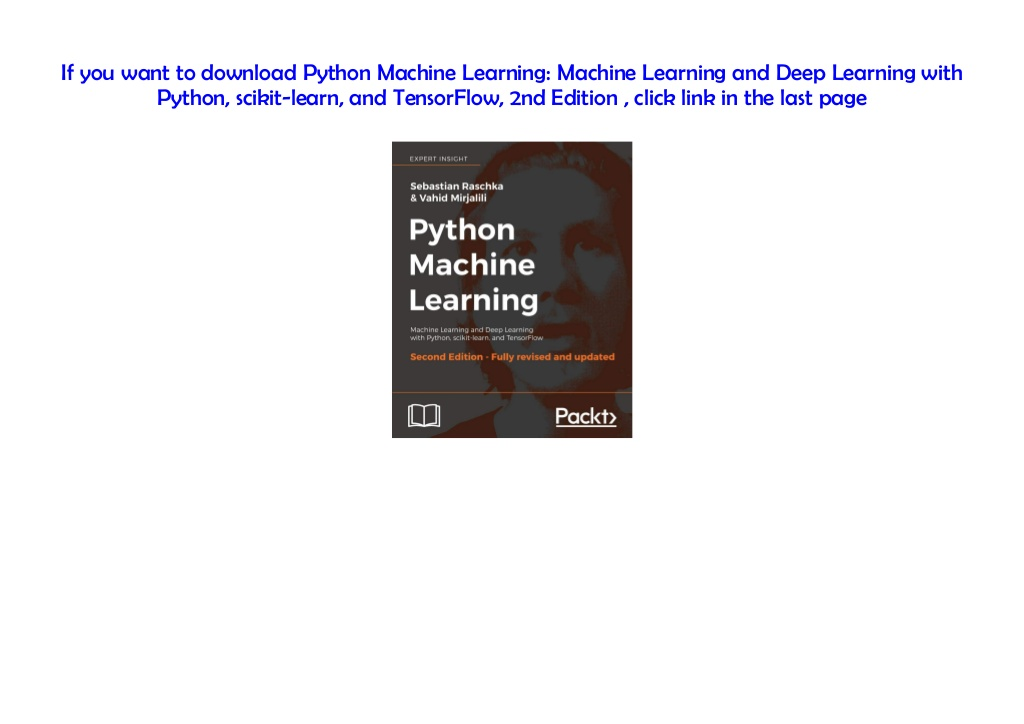 If you want to download Python Machine Learning: Machine Learning and Deep Learning with
Python, scikit-learn, and TensorFlow, 2nd Edition , click link in the last page
EXPERT INSIGHT
Sebastian Raschka
& Vahid Mirjalili
Python
Machine
Learning
Machine Learning and Deep Learning
with Python, scikit-learn, and TensorFlow
Second Edition - Fully revised and updated
Packt>